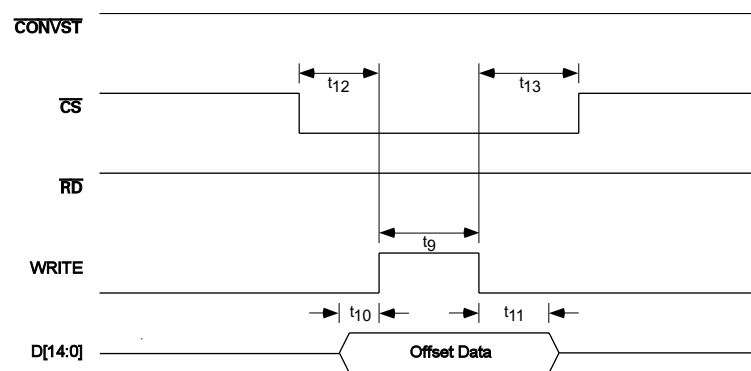 CONVST
t12
t13
CS
RD
t9
WRITE
t10
t11
D[14:0]
Offset Data